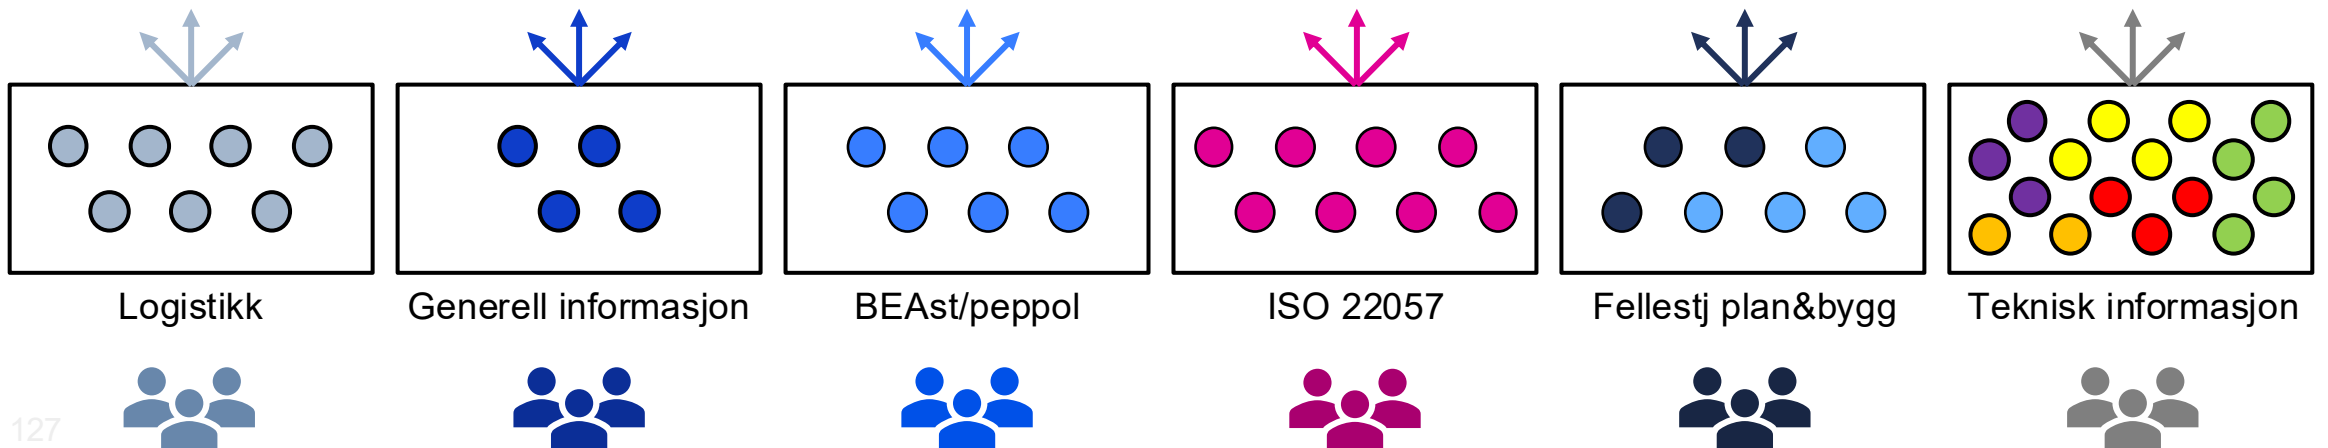 Logistikk
Generell informasjon
BEAst/peppol
ISO 22057
Fellestj plan&bygg
Teknisk informasjon
127